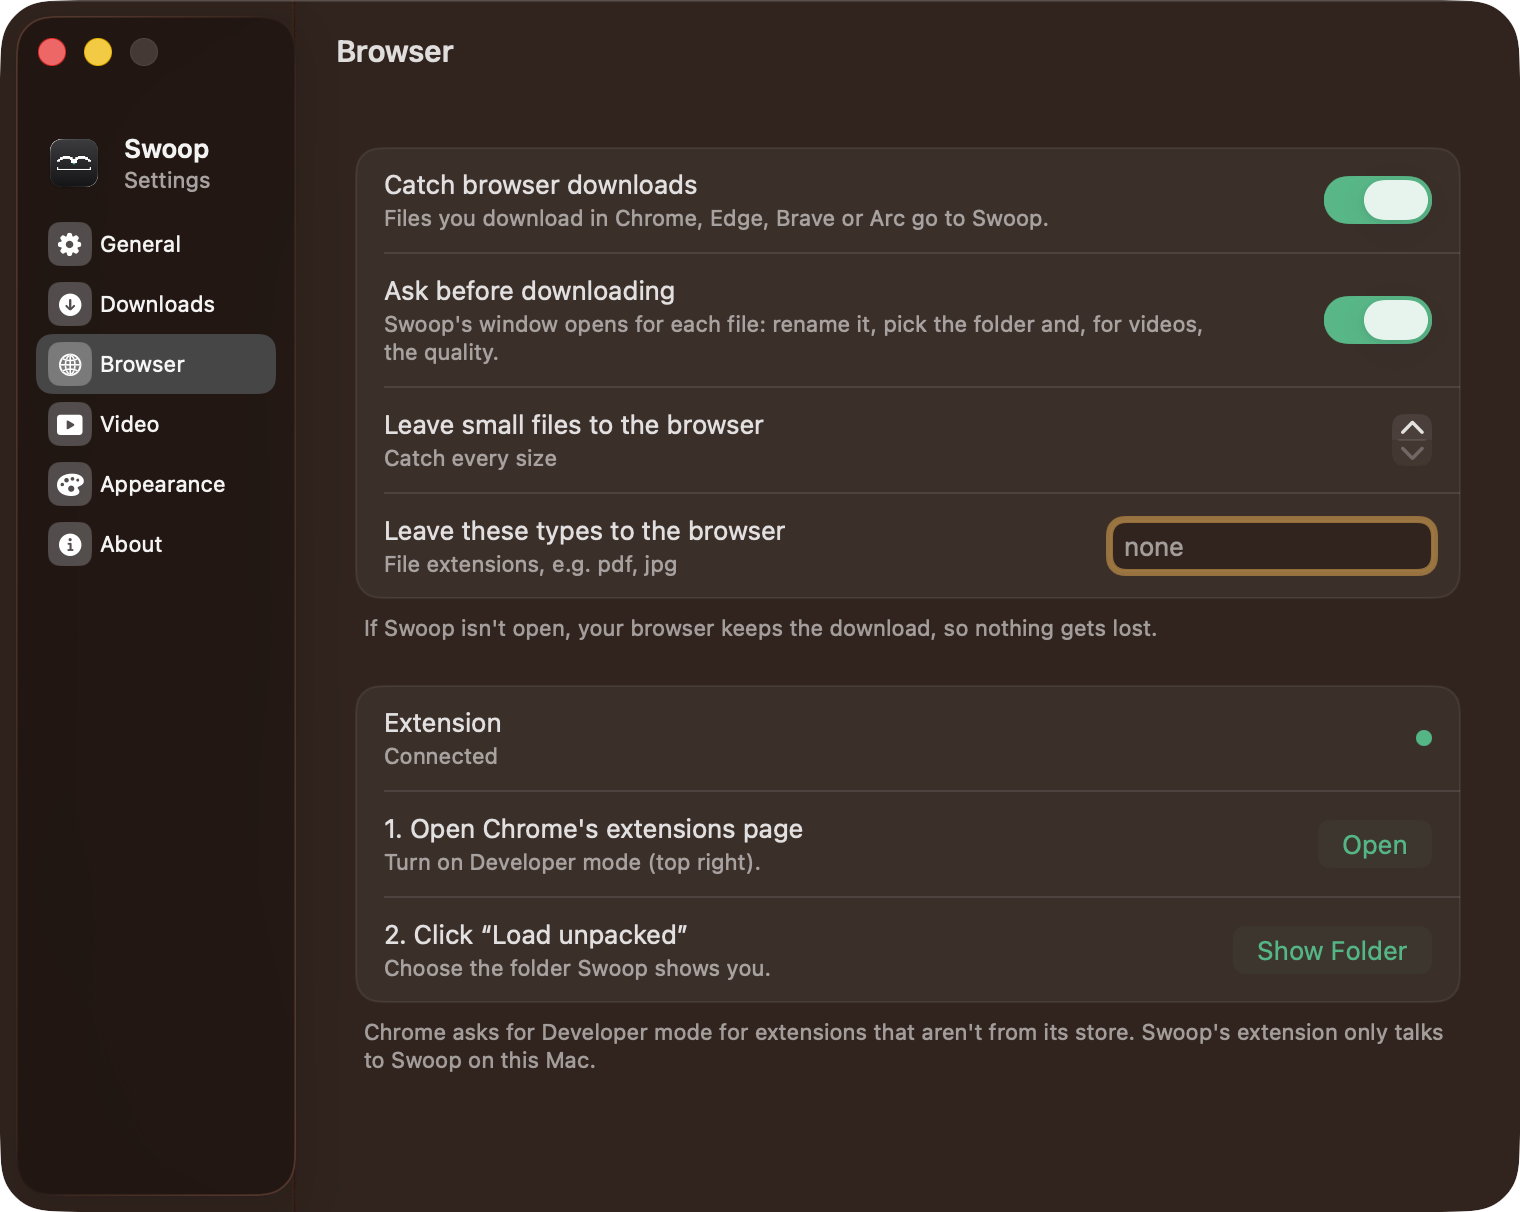 Browser
Swoop
Settings
General
Downloads
Browser
Video
Appearance
About
Catch browser downloads
Files you download in Chrome, Edge, Brave or Arc go to Swoop.
Ask before downloading
Swoop's window opens for each file: rename it, pick the folder and, for videos,
the quality.
Leave small files to the browser
Catch every size
Leave these types to the browser
File extensions, e.g. pdf, jpg
none
If Swoop isn't open, your browser keeps the download, so nothing gets lost.
Extension
Connected
1. Open Chrome's extensions page
Turn on Developer mode (top right).
Open
2. Click “Load unpacked”
Choose the folder Swoop shows you.
Show Folder
Chrome asks for Developer mode for extensions that aren't from its store. Swoop's extension only talks
to Swoop on this Mac.